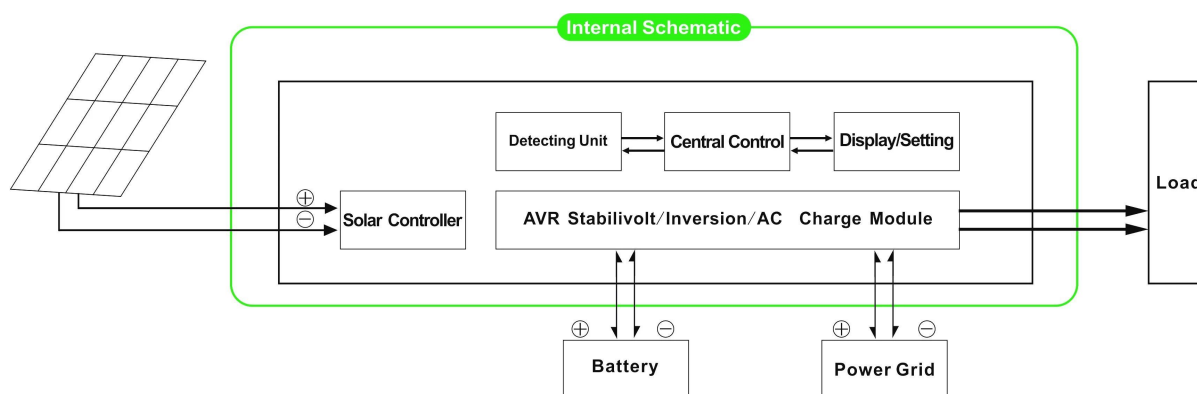 Internal Schematic
Detecting Unit
Central Control
Display/Setting
Load
⊕
⊖
Solar Controller
AVR Stabilivolt/Inversion/AC Charge Module
⊕ ⊖
⊕ ⊖
Battery
Power Grid